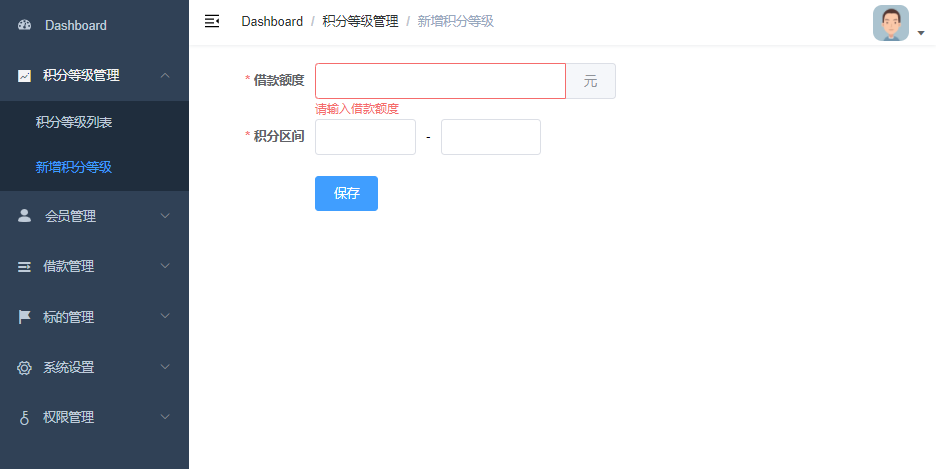 Dashboard
积分等级管理
积分等级列表
新增积分等级
会员管理
借款管理
标的管理
系统设置
权限管理
Dashboard / 积分等级管理 / 新增积分等级
* 借款额度 元
请输入借款额度
* 积分区间 -
保存